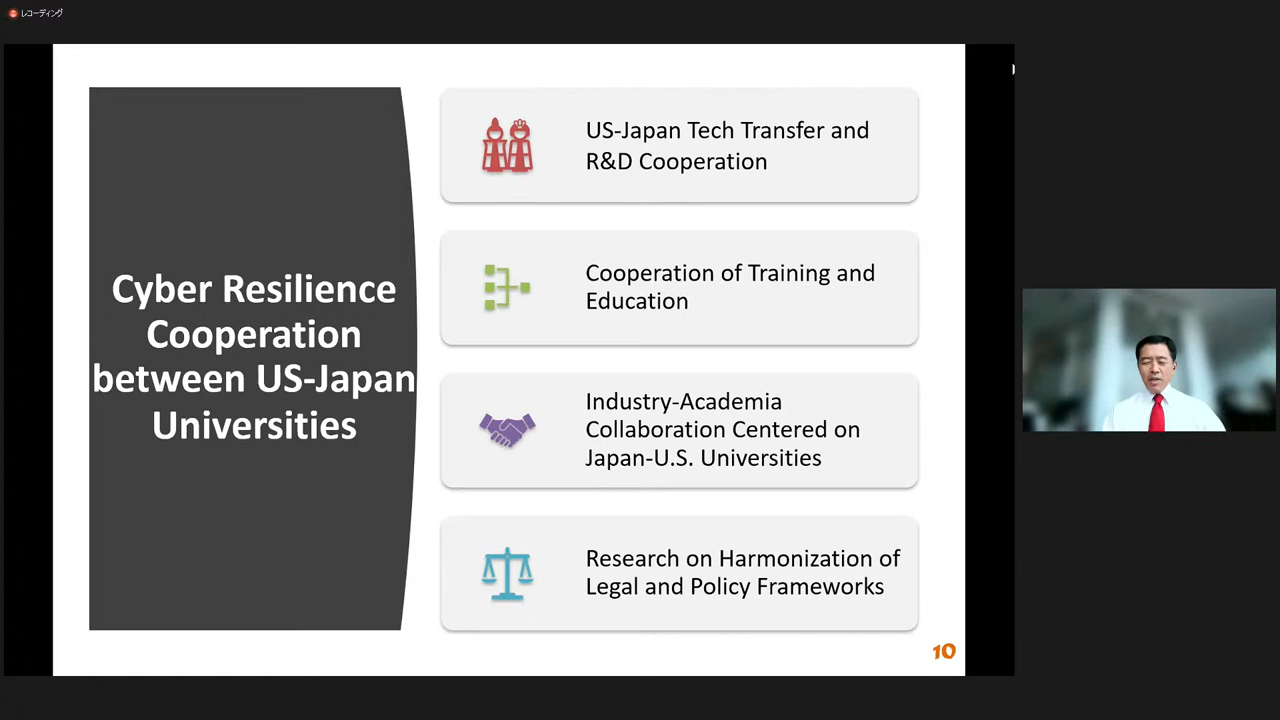 レコーディング
Cyber Resilience
Cooperation
between US-Japan
Universities
US-Japan Tech Transfer and
R&D Cooperation
Cooperation of Training and
Education
Industry-Academia
Collaboration Centered on
Japan-U.S. Universities
Research on Harmonization of
Legal and Policy Frameworks
10